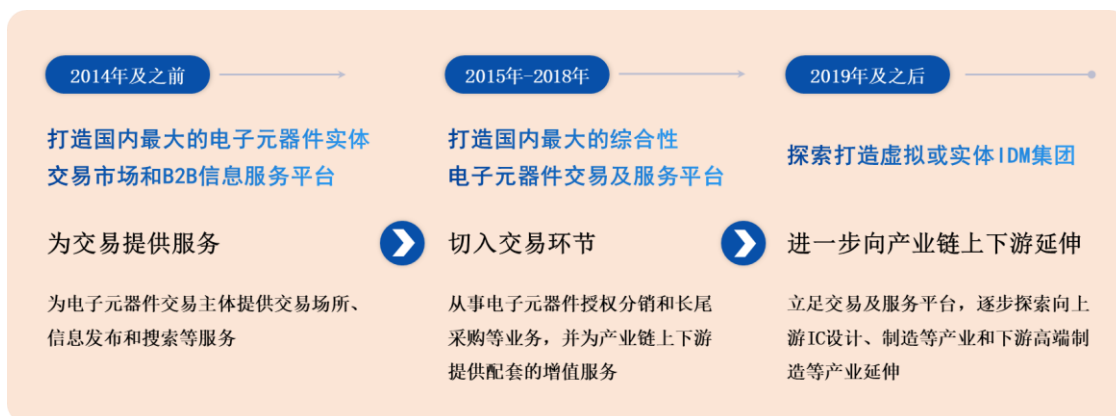 2014年及之前
打造国内最大的电子元器件实体
交易市场和B2B信息服务平台
为交易提供服务
为电子元器件交易主体提供交易场所、
信息发布和搜索等服务
2015年-2018年
打造国内最大的综合性
电子元器件交易及服务平台
切入交易环节
从事电子元器件授权分销和长尾
采购等业务，并为产业链上下游
提供配套的增值服务
2019年及之后
探索打造虚拟或实体IDM集团
进一步向产业链上下游延伸
立足交易及服务平台，逐步探索向上
游IC设计、制造等产业和下游高端制
造等产业延伸